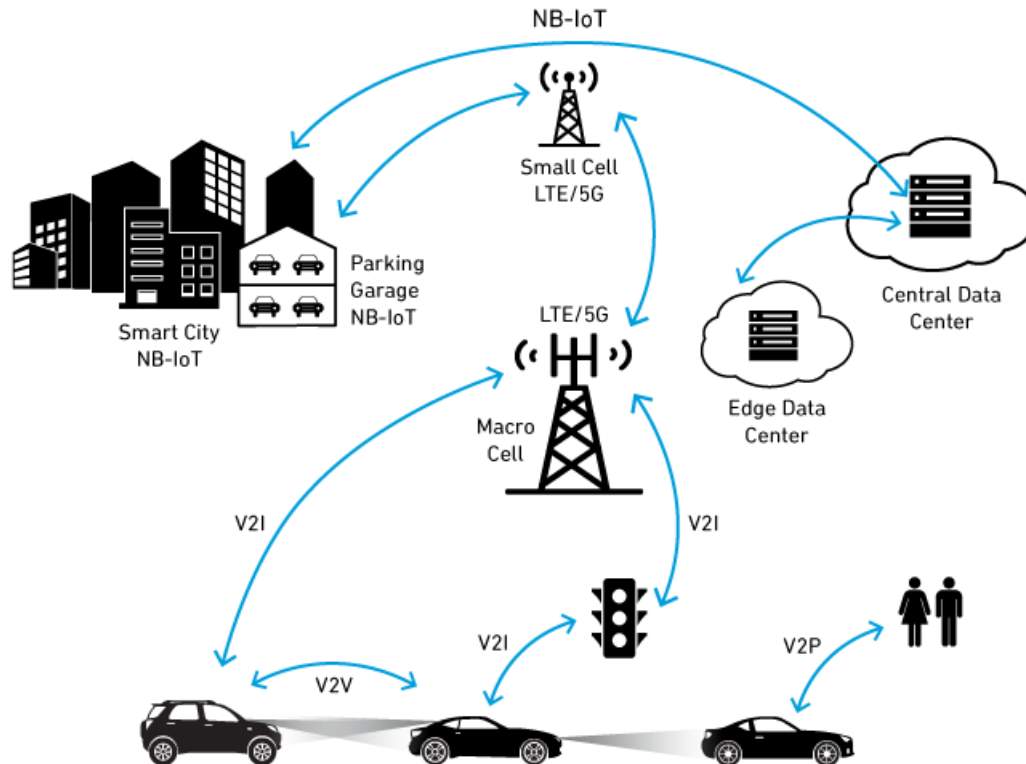 NB-IoT
Small Cell
LTE/5G
Parking
Garage
NB-IoT
Smart City
NB-IoT
Central Data
Center
LTE/5G
Edge Data
Center
Macro
Cell
V2I
V2I
V2I
V2P
V2V